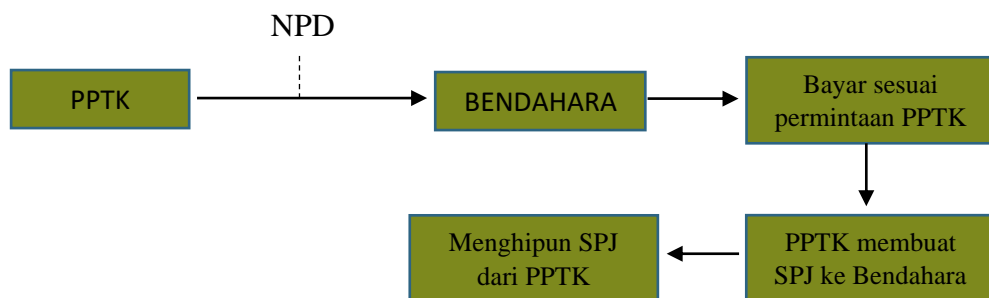 NPD
PPTK
BENDAHARA
Bayar sesuai
permintaan PPTK
PPTK membuat
SPJ ke Bendahara
Menghipun SPJ
dari PPTK